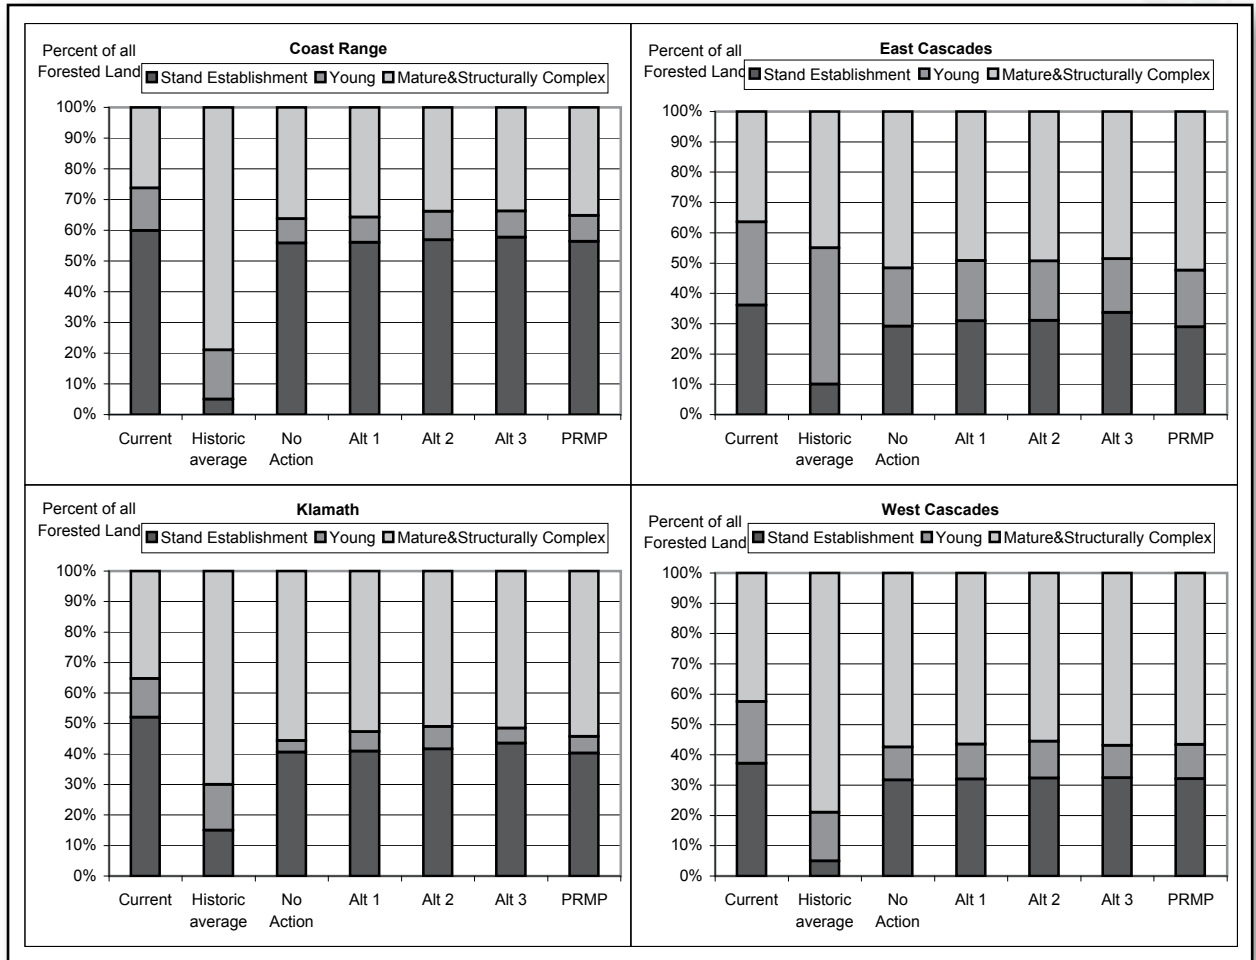 Percent of all
Forested Land
Coast Range
Stand Establishment Young Mature&Structurally Complex
100%
90%
80%
70%
60%
50%
40%
30%
20%
10%
0%
Current Historic average No Action Alt 1 Alt 2 Alt 3 PRMP
Percent of all
Forested Land
East Cascades
Stand Establishment Young Mature&Structurally Complex
100%
90%
80%
70%
60%
50%
40%
30%
20%
10%
0%
Current Historic average No Action Alt 1 Alt 2 Alt 3 PRMP
Percent of all
Forested Land
Klamath
Stand Establishment Young Mature&Structurally Complex
100%
90%
80%
70%
60%
50%
40%
30%
20%
10%
0%
Current Historic average No Action Alt 1 Alt 2 Alt 3 PRMP
Percent of all
Forested Land
West Cascades
Stand Establishment Young Mature&Structurally Complex
100%
90%
80%
70%
60%
50%
40%
30%
20%
10%
0%
Current Historic average No Action Alt 1 Alt 2 Alt 3 PRMP